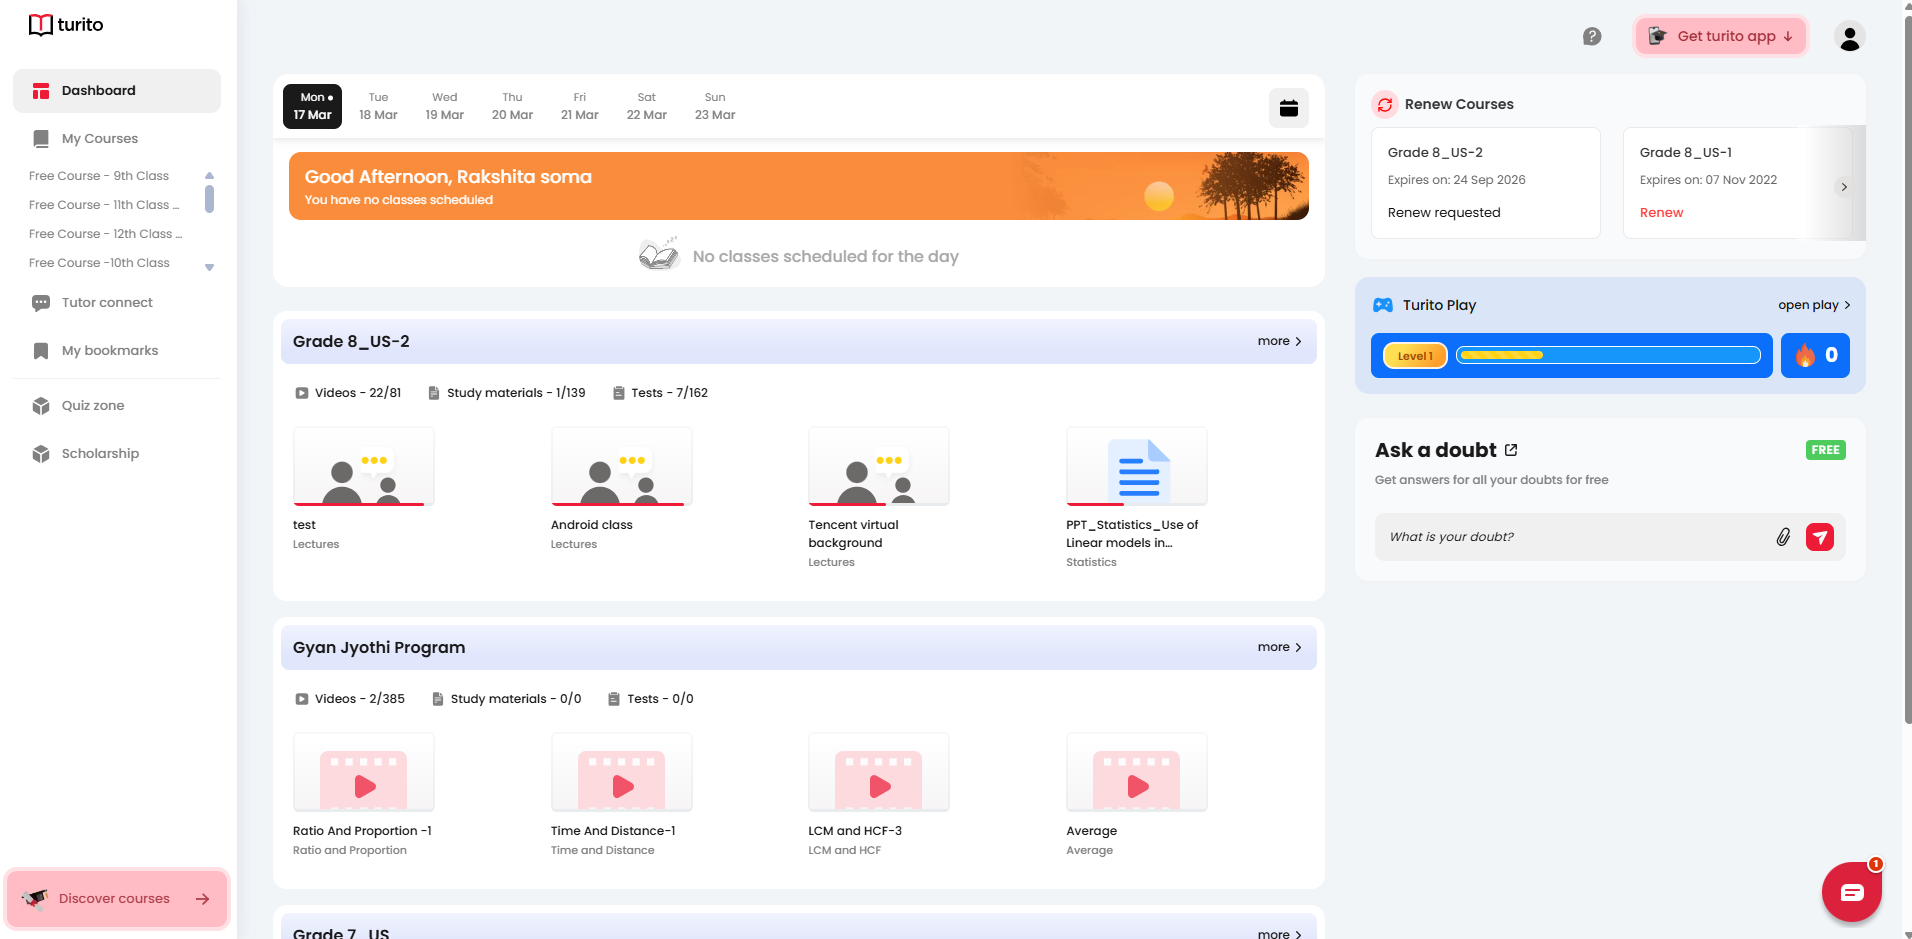 turito
Dashboard
My Courses
Free Course - 9th Class
Free Course - 11th Class ...
Free Course - 12th Class ...
Free Course -10th Class
Tutor connect
My bookmarks
Quiz zone
Scholarship
Discover courses
?
Get turito app
Mon
17 Mar
Tue
18 Mar
Wed
19 Mar
Thu
20 Mar
Fri
21 Mar
Sat
22 Mar
Sun
23 Mar
Good Afternoon, Rakshita soma
You have no classes scheduled
No classes scheduled for the day
Grade 8_US-2
more
Videos - 22/81
Study materials - 1/139
Tests - 7/162
test
Lectures
Android class
Lectures
Tencent virtual
background
Lectures
PPT_Statistics_Use of
Linear models in...
Statistics
Gyan Jyothi Program
more
Videos - 2/385
Study materials - 0/0
Tests - 0/0
Ratio And Proportion -1
Ratio and Proportion
Time And Distance-1
Time and Distance
LCM and HCF-3
LCM and HCF
Average
Average
Grade 7_US
more
Renew Courses
Grade 8_US-2
Expires on: 24 Sep 2026
Renew requested
Grade 8_US-1
Expires on: 07 Nov 2022
Renew
Turito Play
open play
Level 1
0
Ask a doubt
FREE
Get answers for all your doubts for free
What is your doubt?
1